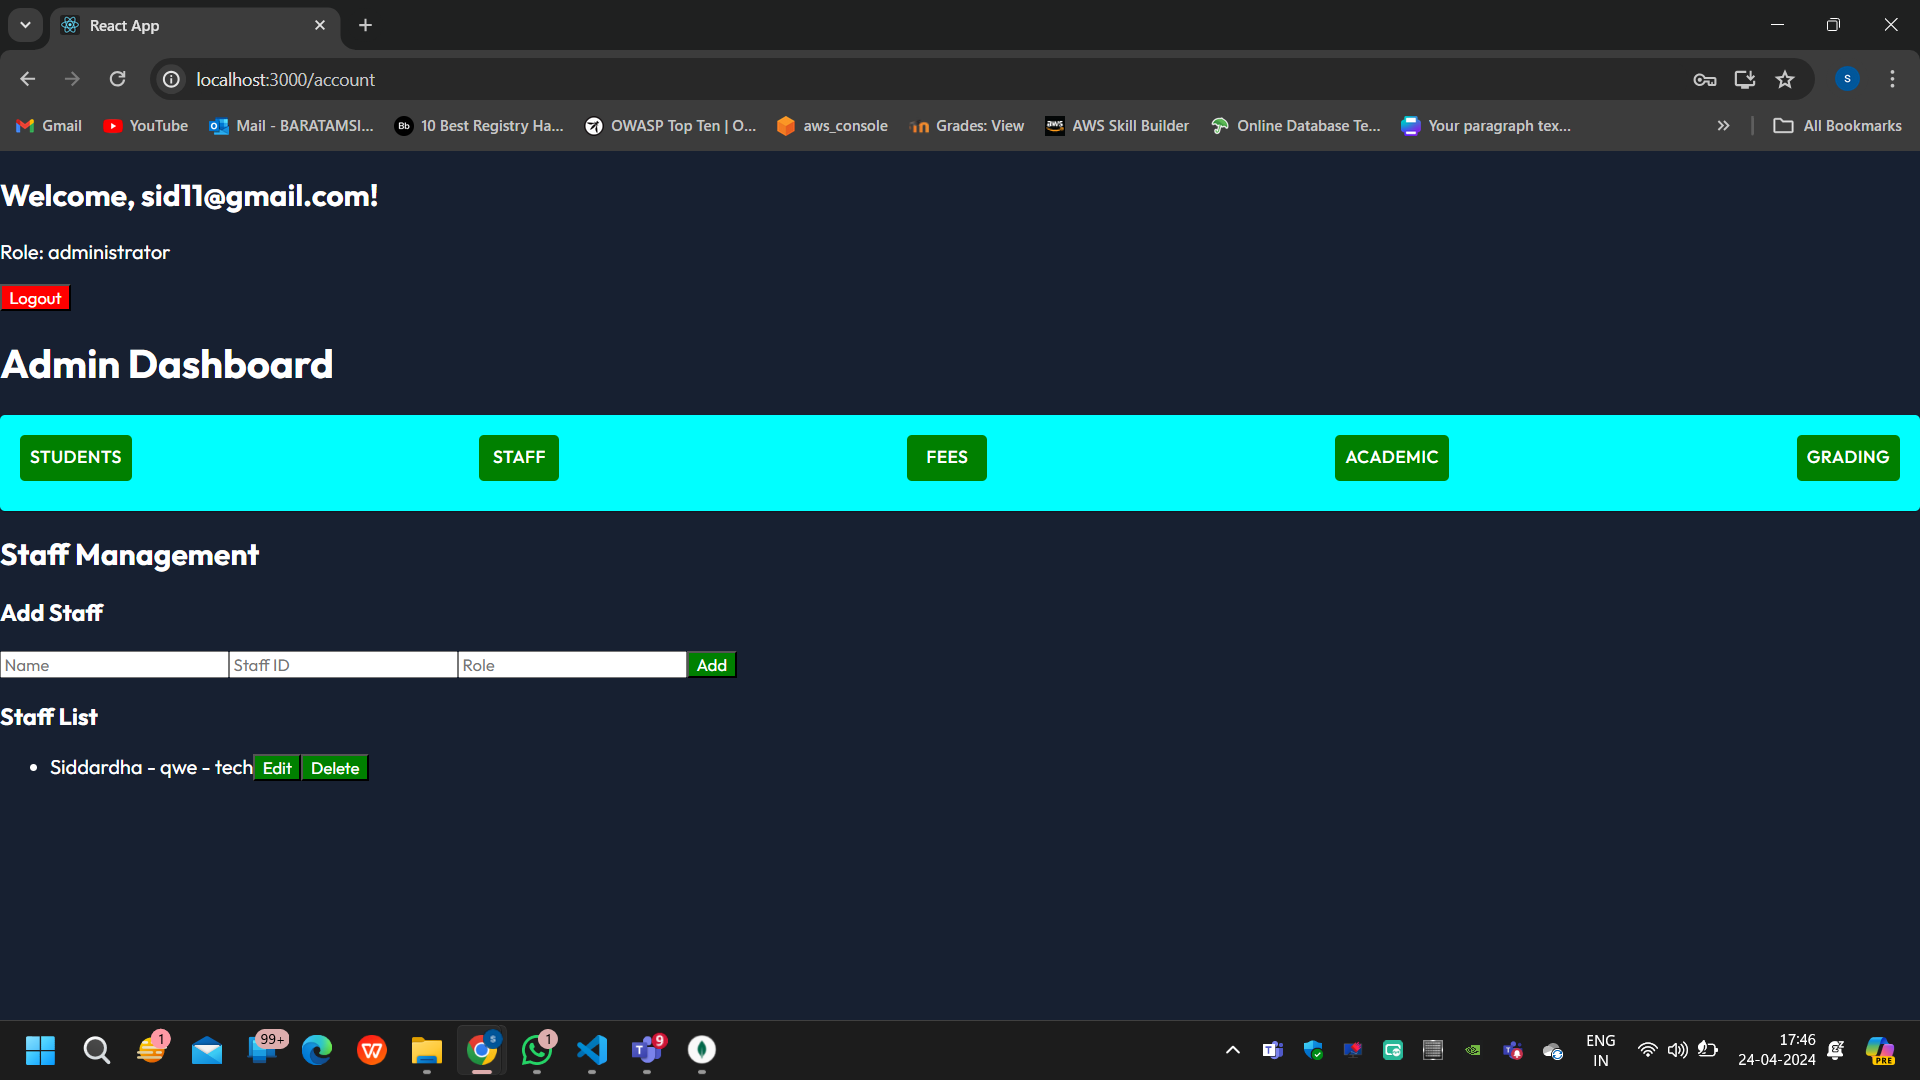 React App
localhost:3000/account
S
Gmail YouTube Mail - BARATAMSI... Bb 10 Best Registry Ha... OWASP Top Ten | O... aws_console Grades: View aws AWS Skill Builder Online Database Te... Your paragraph tex... All Bookmarks
Welcome, sid11@gmail.com!
Role: administrator
Logout
Admin Dashboard
STUDENTS STAFF FEES ACADEMIC GRADING
Staff Management
Add Staff
Name Staff ID Role Add
Staff List
Siddardha - qwe - tech Edit Delete
1 99+ W S 1 9
ENG
IN
17:46
24-04-2024
PRE